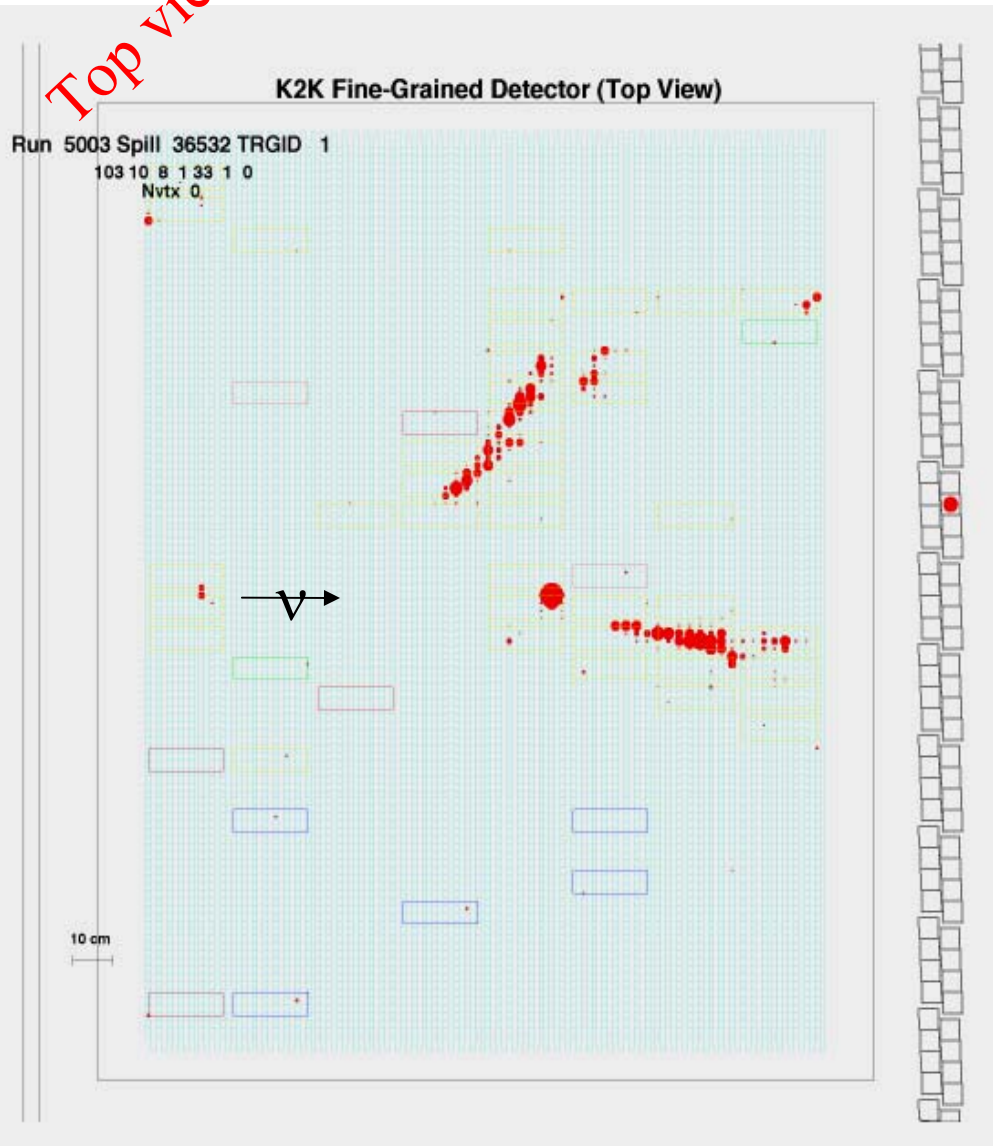 Top vie
K2K Fine-Grained Detector (Top View)
Run 5003 Spill 36532 TRGID 1
103 10 8 1 33 1 0
Nvtx 0
ν
10 cm